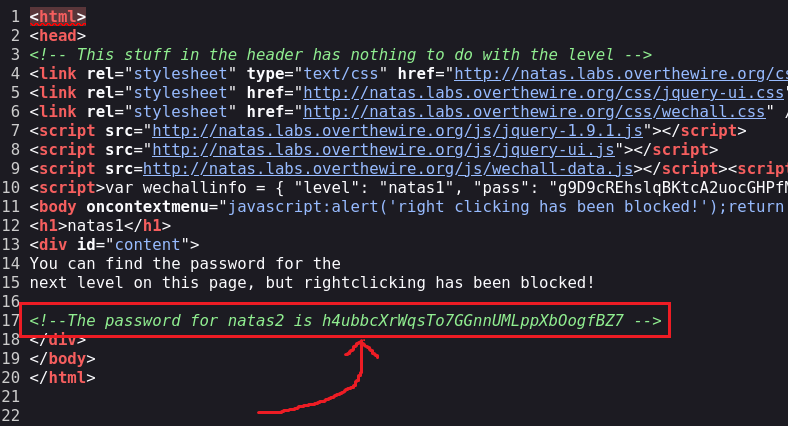 1 <html>
2 <head>
3 <!-- This stuff in the header has nothing to do with the level -->
4 <link rel="stylesheet" type="text/css" href="http://natas.labs.overthewire.org/cs
5 <link rel="stylesheet" href="http://natas.labs.overthewire.org/css/jquery-ui.css"
6 <link rel="stylesheet" href="http://natas.labs.overthewire.org/css/wechall.css" /
7 <script src="http://natas.labs.overthewire.org/js/jquery-1.9.1.js"></script>
8 <script src="http://natas.labs.overthewire.org/js/jquery-ui.js"></script>
9 <script src=http://natas.labs.overthewire.org/js/wechall-data.js></script><script
10 <script>var wechallinfo = { "level": "natas1", "pass": "g9D9cREhslqBKtcA2uocGHPfM
11 <body oncontextmenu="javascript:alert('right clicking has been blocked!');return
12 <h1>natas1</h1>
13 <div id="content">
14 You can find the password for the
15 next level on this page, but rightclicking has been blocked!
16
17 <!--The password for natas2 is h4ubbcXrWqsTo7GGnnUMLppXbOogfBZ7 -->
18 </div>
19 </body>
20 </html>
21
22